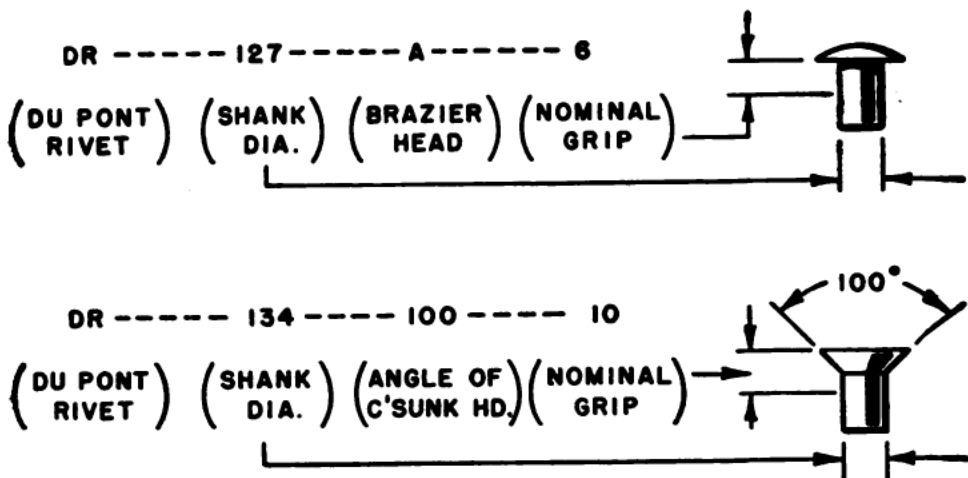 DR ----- 127 ----- A ------ 6
(DU PONT RIVET) (SHANK DIA.) (BRAZIER HEAD) (NOMINAL GRIP)
100°
DR ----- 134 ---- 100 ---- 10
(DU PONT RIVET) (SHANK DIA.) (ANGLE OF C'SUNK HD.) (NOMINAL GRIP)